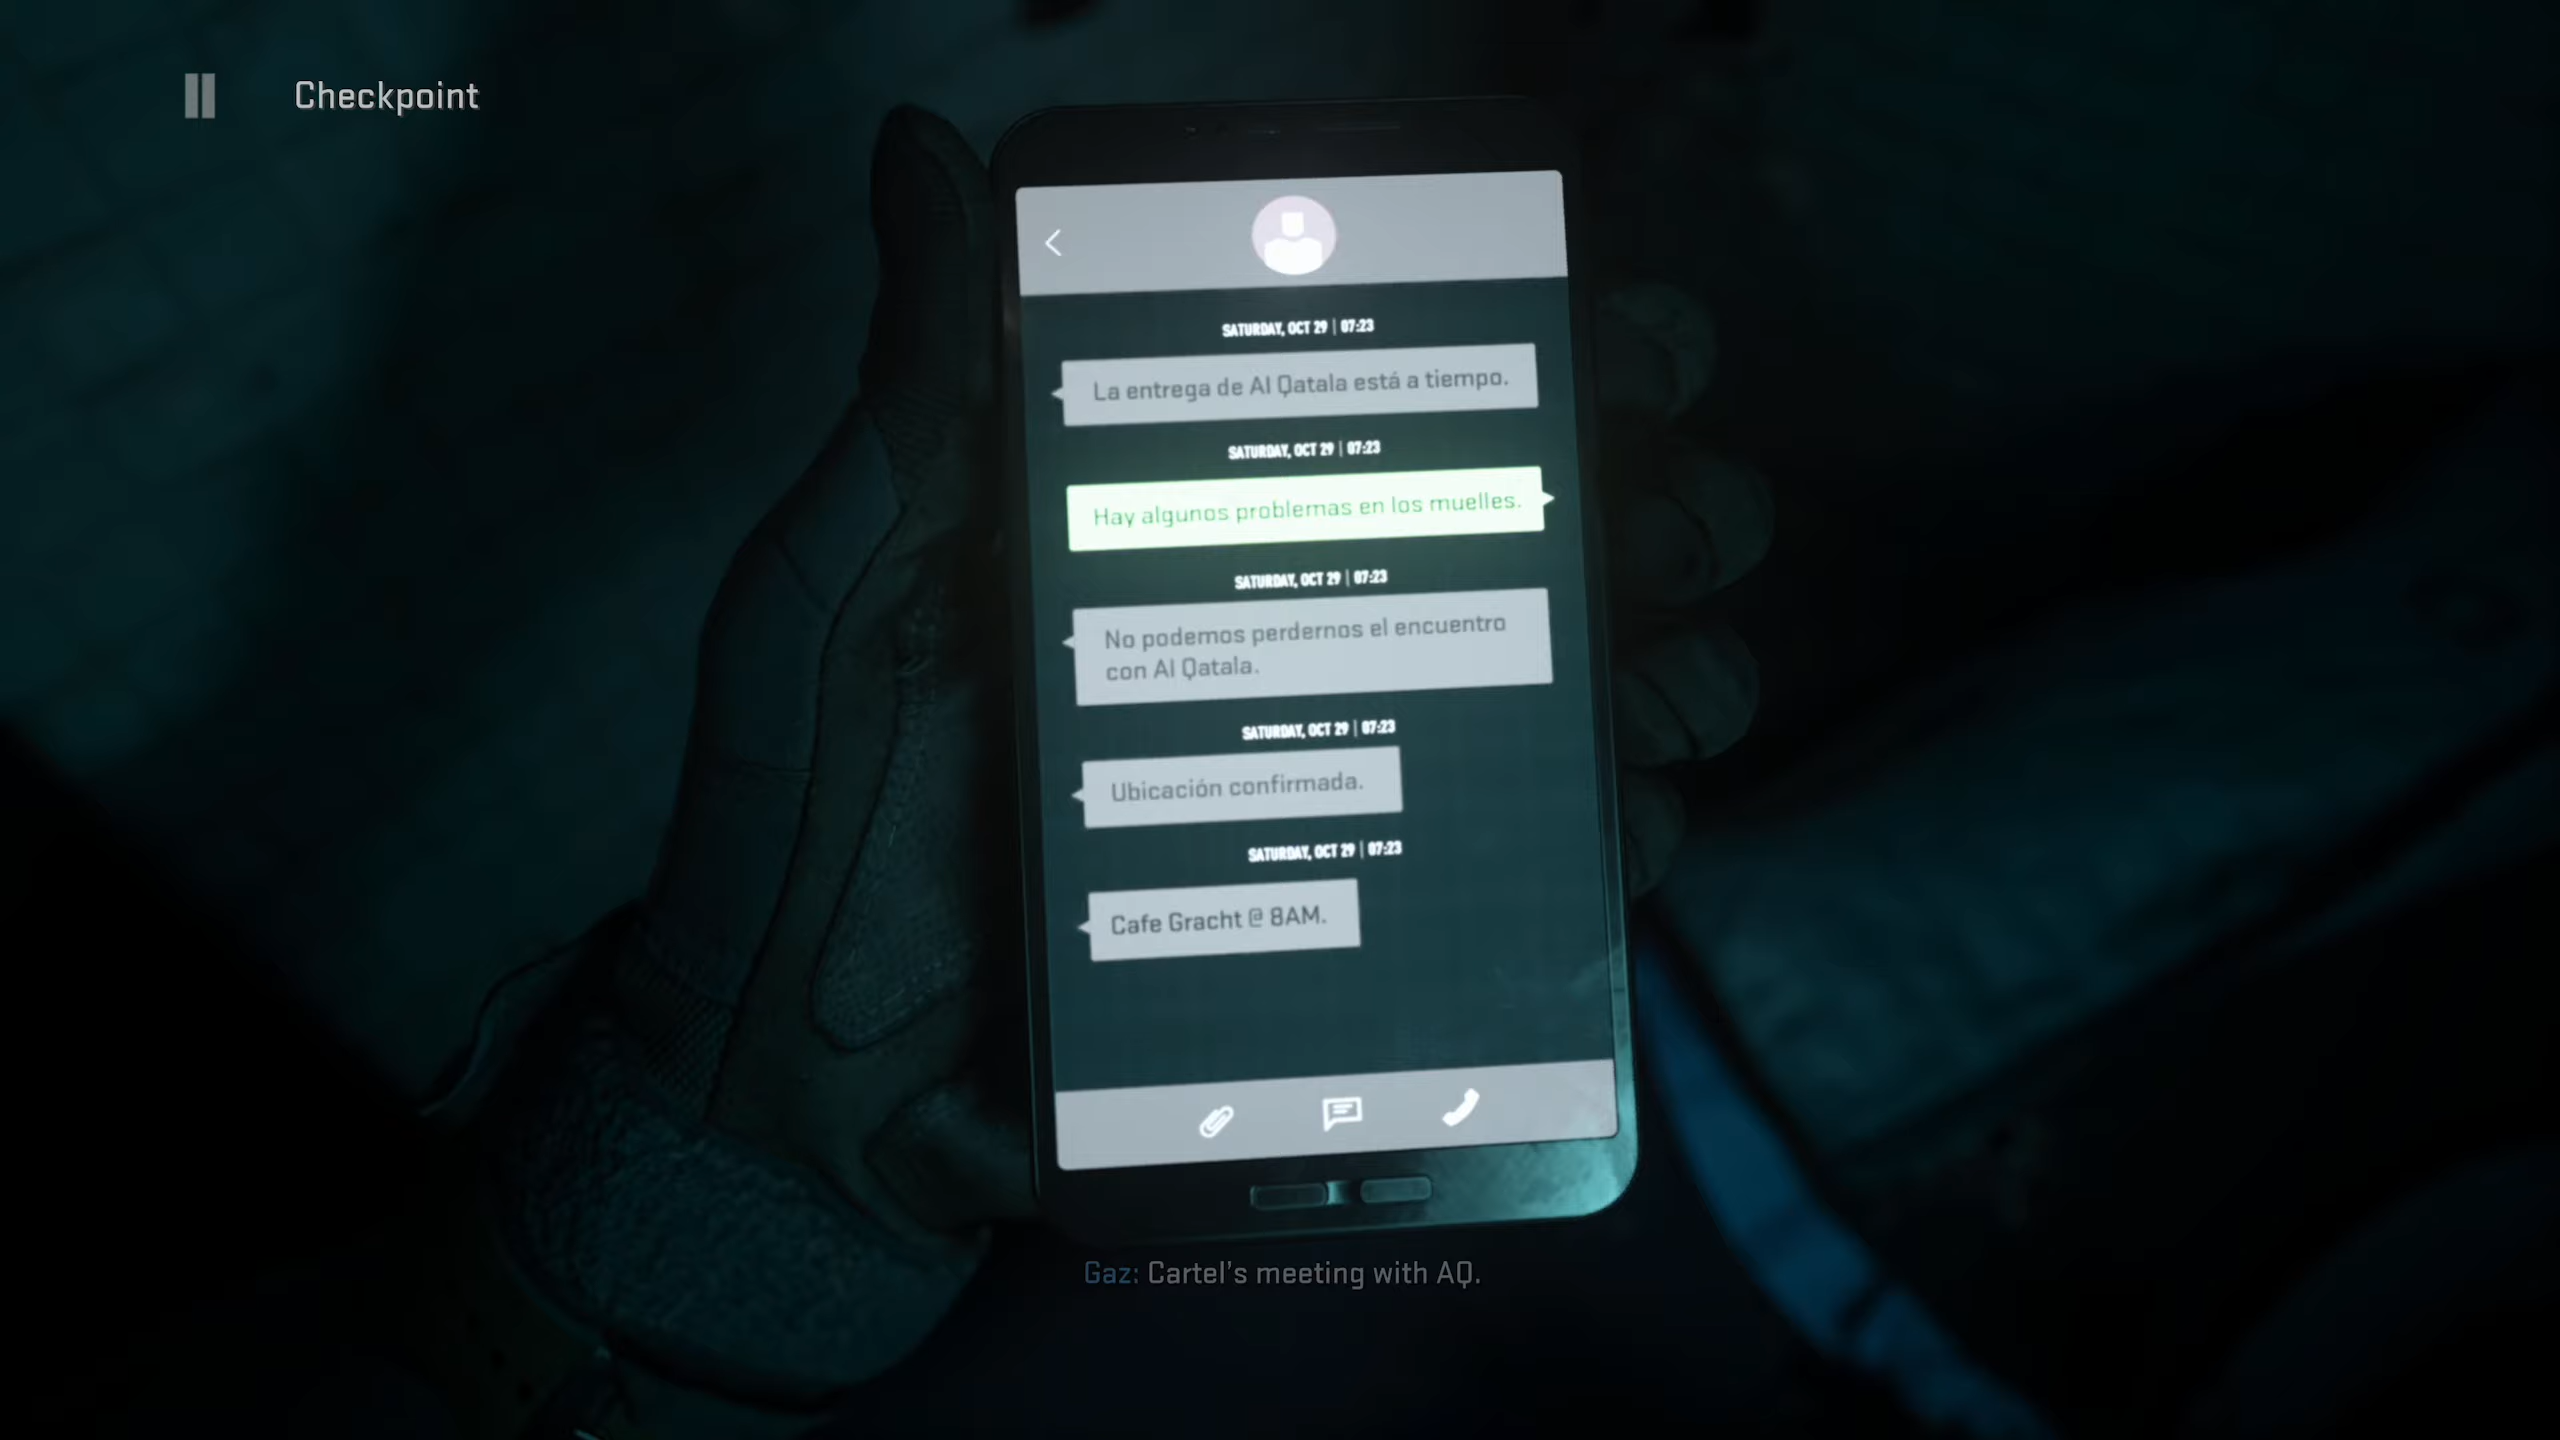 Checkpoint
SATURDAY, OCT 29 | 07:23
La entrega de Al Qatala está a tiempo.
SATURDAY, OCT 29 | 07:23
Hay algunos problemas en los muelles.
SATURDAY, OCT 29 | 07:23
No podemos perdernos el encuentro
con Al Qatala.
SATURDAY, OCT 29 | 07:23
Ubicación confirmada.
SATURDAY, OCT 29 | 07:23
Cafe Gracht @ 8AM.
Gaz: Cartel's meeting with AQ.